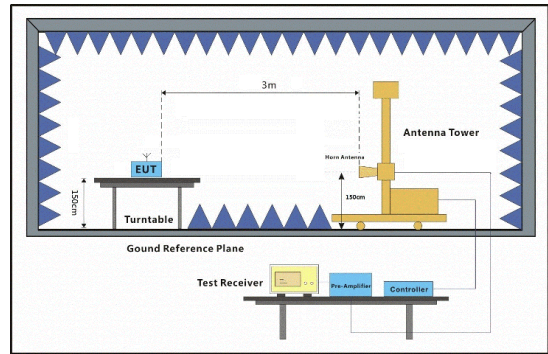 3m
Antenna Tower
Horn Antenna
EUT
150cm
150cm
Turntable
Gound Reference Plane
Test Receiver
Pre-Amplifier
Controller